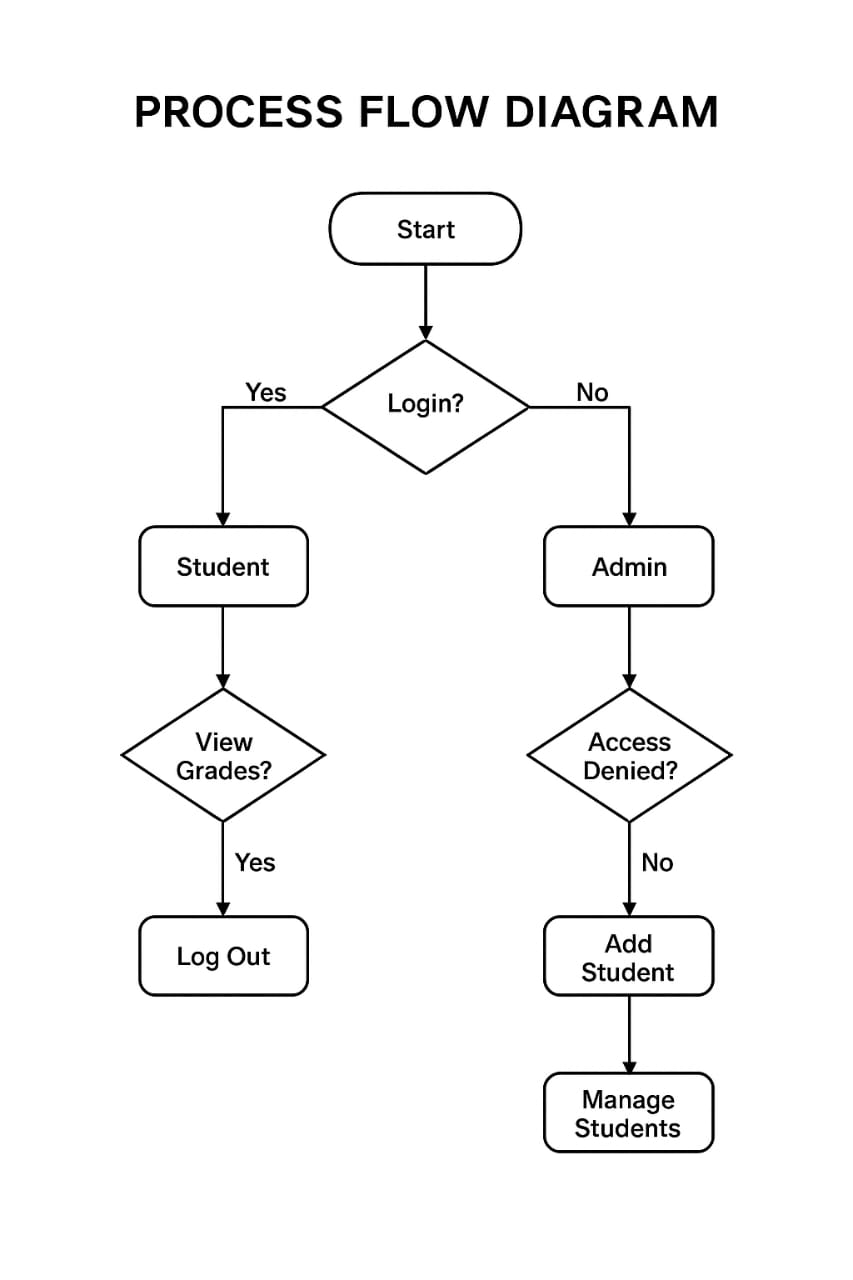 PROCESS FLOW DIAGRAM
Start
Login?
Yes
No
Student
Admin
View
Grades?
Access
Denied?
Yes
No
Log Out
Add
Student
Manage
Students